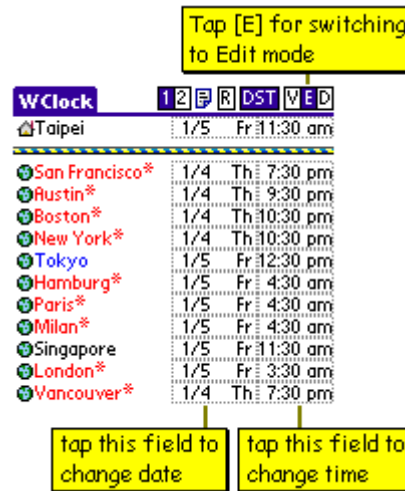 Tap [E] for switching
to Edit mode
WClock 1 2 R DST V E D
Taipei 1/5 Fr 11:30 am
San Francisco* 1/4 Th 7:30 pm
Austin* 1/4 Th 9:30 pm
Boston* 1/4 Th 10:30 pm
New York* 1/4 Th 10:30 pm
Tokyo 1/5 Fr 12:30 pm
Hamburg* 1/5 Fr 4:30 am
Paris* 1/5 Fr 4:30 am
Milan* 1/5 Fr 4:30 am
Singapore 1/5 Fr 11:30 am
London* 1/5 Fr 3:30 am
Vancouver* 1/4 Th 7:30 pm
tap this field to
change date
tap this field to
change time